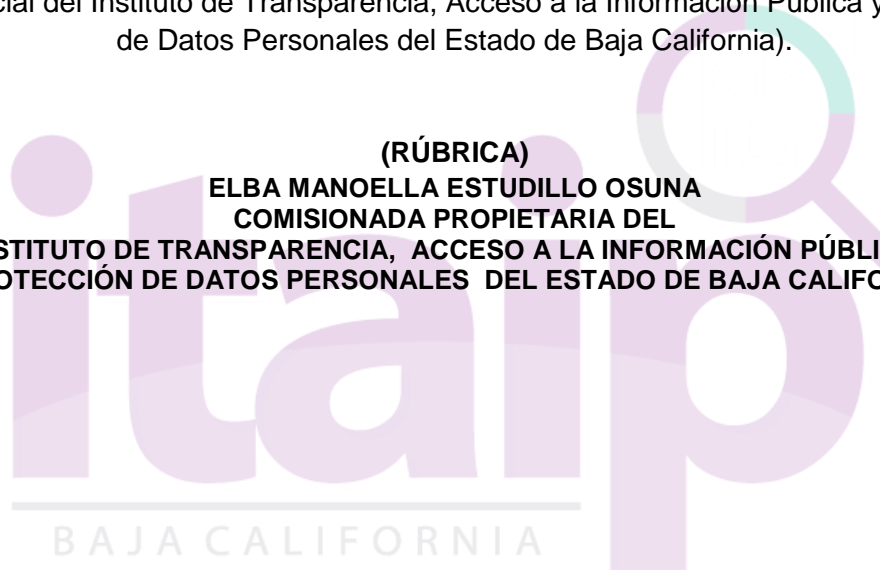 cial del Instituto de Transparencia, Acceso a la Información Pública y
de Datos Personales del Estado de Baja California).
(RÚBRICA)
ELBA MANOELLA ESTUDILLO OSUNA
COMISIONADA PROPIETARIA DEL
STITUTO DE TRANSPARENCIA, ACCESO A LA INFORMACIÓN PÚBLI
OTECCIÓN DE DATOS PERSONALES DEL ESTADO DE BAJA CALIFO
itaip
BAJA CALIFORNIA